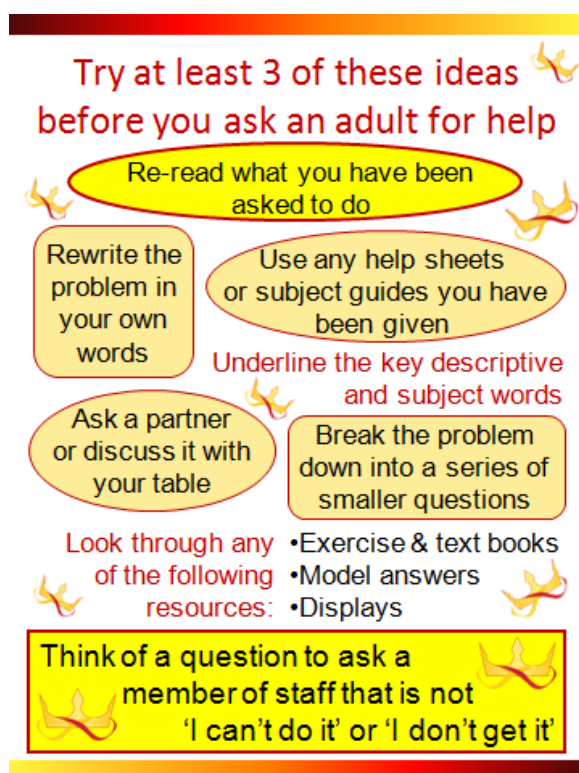 Try at least 3 of these ideas
before you ask an adult for help
Re-read what you have been
asked to do
Rewrite the
problem in
your own
words
Use any help sheets
or subject guides you have
been given
Underline the key descriptive
and subject words
Ask a partner
or discuss it with
your table
Break the problem
down into a series of
smaller questions
Look through any
of the following
resources:
•Exercise & text books
•Model answers
•Displays
Think of a question to ask a
member of staff that is not
‘I can’t do it’ or ‘I don’t get it’